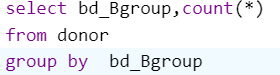 select bd_Bgroup,count(*)
from donor
group by  bd_Bgroup